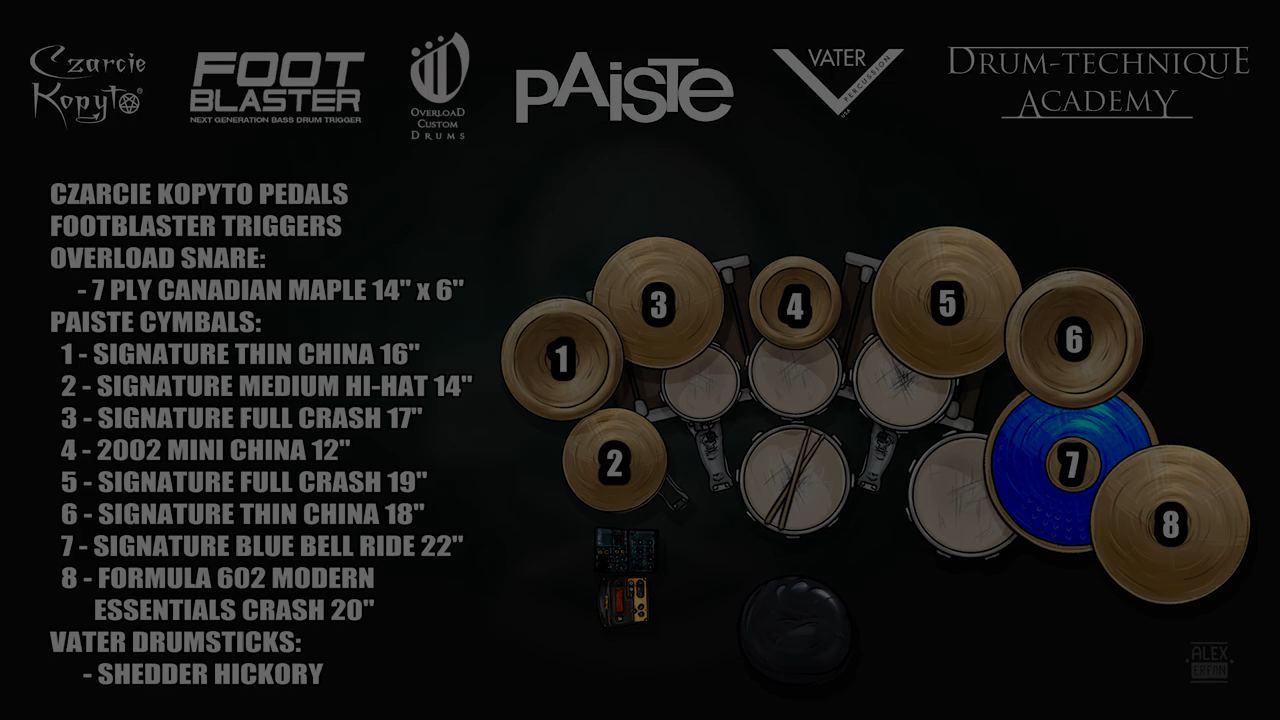 Czarcie
Kopyto®
FOOT
BLASTER
NEXT GENERATION BASS DRUM TRIGGER
OVERLOAD
CUSTOM
DRUMS
PAiSTe
VATER
PERCUSSION
USA
DRUM-TECHNIQUE
ACADEMY
CZARCIE KOPYTO PEDALS
FOOTBLASTER TRIGGERS
OVERLOAD SNARE:
- 7 PLY CANADIAN MAPLE 14" x 6"
PAISTE CYMBALS:
1 - SIGNATURE THIN CHINA 16"
2 - SIGNATURE MEDIUM HI-HAT 14"
3 - SIGNATURE FULL CRASH 17"
4 - 2002 MINI CHINA 12"
5 - SIGNATURE FULL CRASH 19"
6 - SIGNATURE THIN CHINA 18"
7 - SIGNATURE BLUE BELL RIDE 22"
8 - FORMULA 602 MODERN
ESSENTIALS CRASH 20"
VATER DRUMSTICKS:
- SHEDDER HICKORY
1
2
3
4
5
6
7
8
ALEX
ERFAN